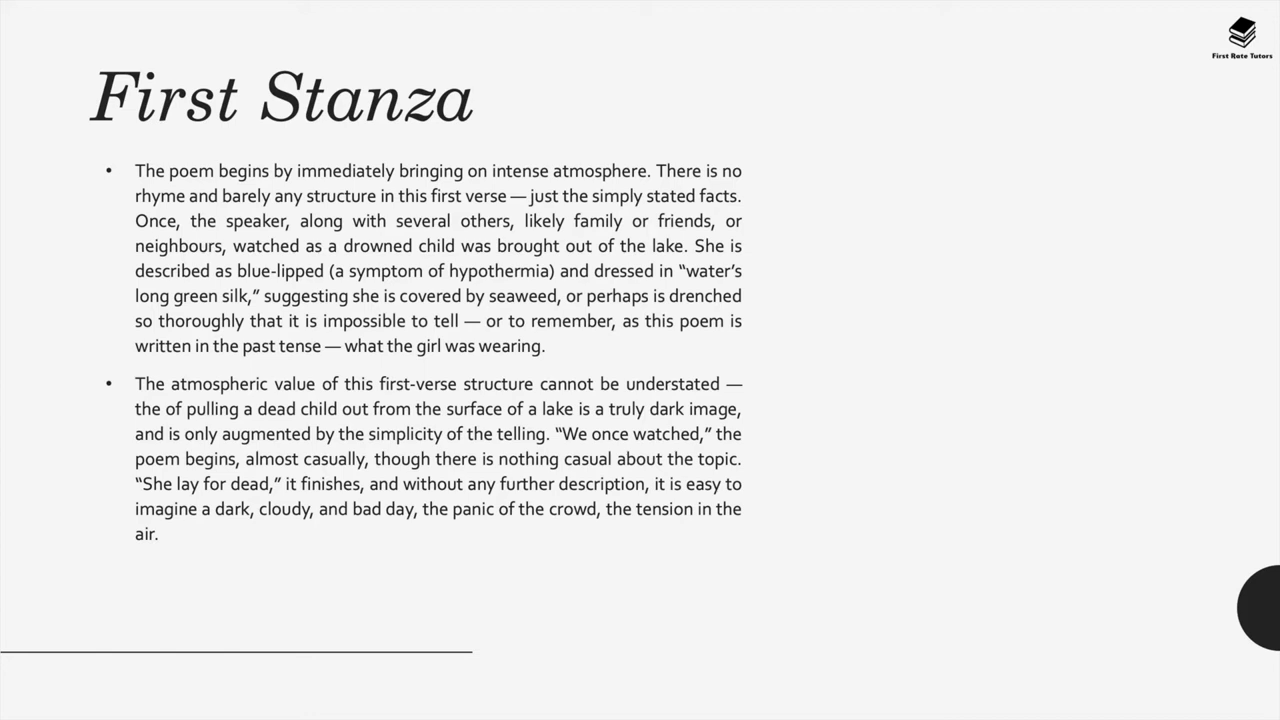 First Rate Tutors
First Stanza
• The poem begins by immediately bringing on intense atmosphere. There is no
rhyme and barely any structure in this first verse — just the simply stated facts.
Once, the speaker, along with several others, likely family or friends, or
neighbours, watched as a drowned child was brought out of the lake. She is
described as blue-lipped (a symptom of hypothermia) and dressed in “water’s
long green silk,” suggesting she is covered by seaweed, or perhaps is drenched
so thoroughly that it is impossible to tell — or to remember, as this poem is
written in the past tense — what the girl was wearing.
• The atmospheric value of this first-verse structure cannot be understated —
the of pulling a dead child out from the surface of a lake is a truly dark image,
and is only augmented by the simplicity of the telling. “We once watched,” the
poem begins, almost casually, though there is nothing casual about the topic.
“She lay for dead,” it finishes, and without any further description, it is easy to
imagine a dark, cloudy, and bad day, the panic of the crowd, the tension in the
air.